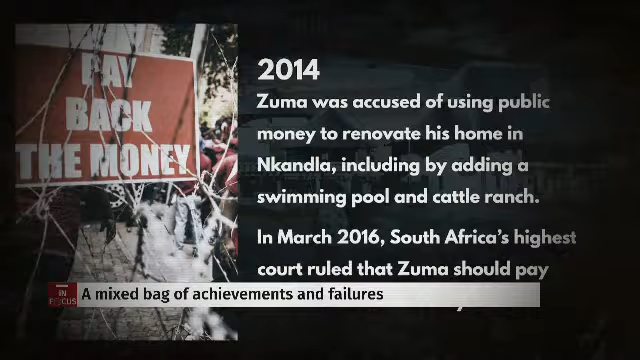 PAY
BACK
THE MONEY
2014
Zuma was accused of using public
money to renovate his home in
Nkandla, including by adding a
swimming pool and cattle ranch.
In March 2016, South Africa's highest
court ruled that Zuma should pay
IN
FOCUS
A mixed bag of achievements and failures